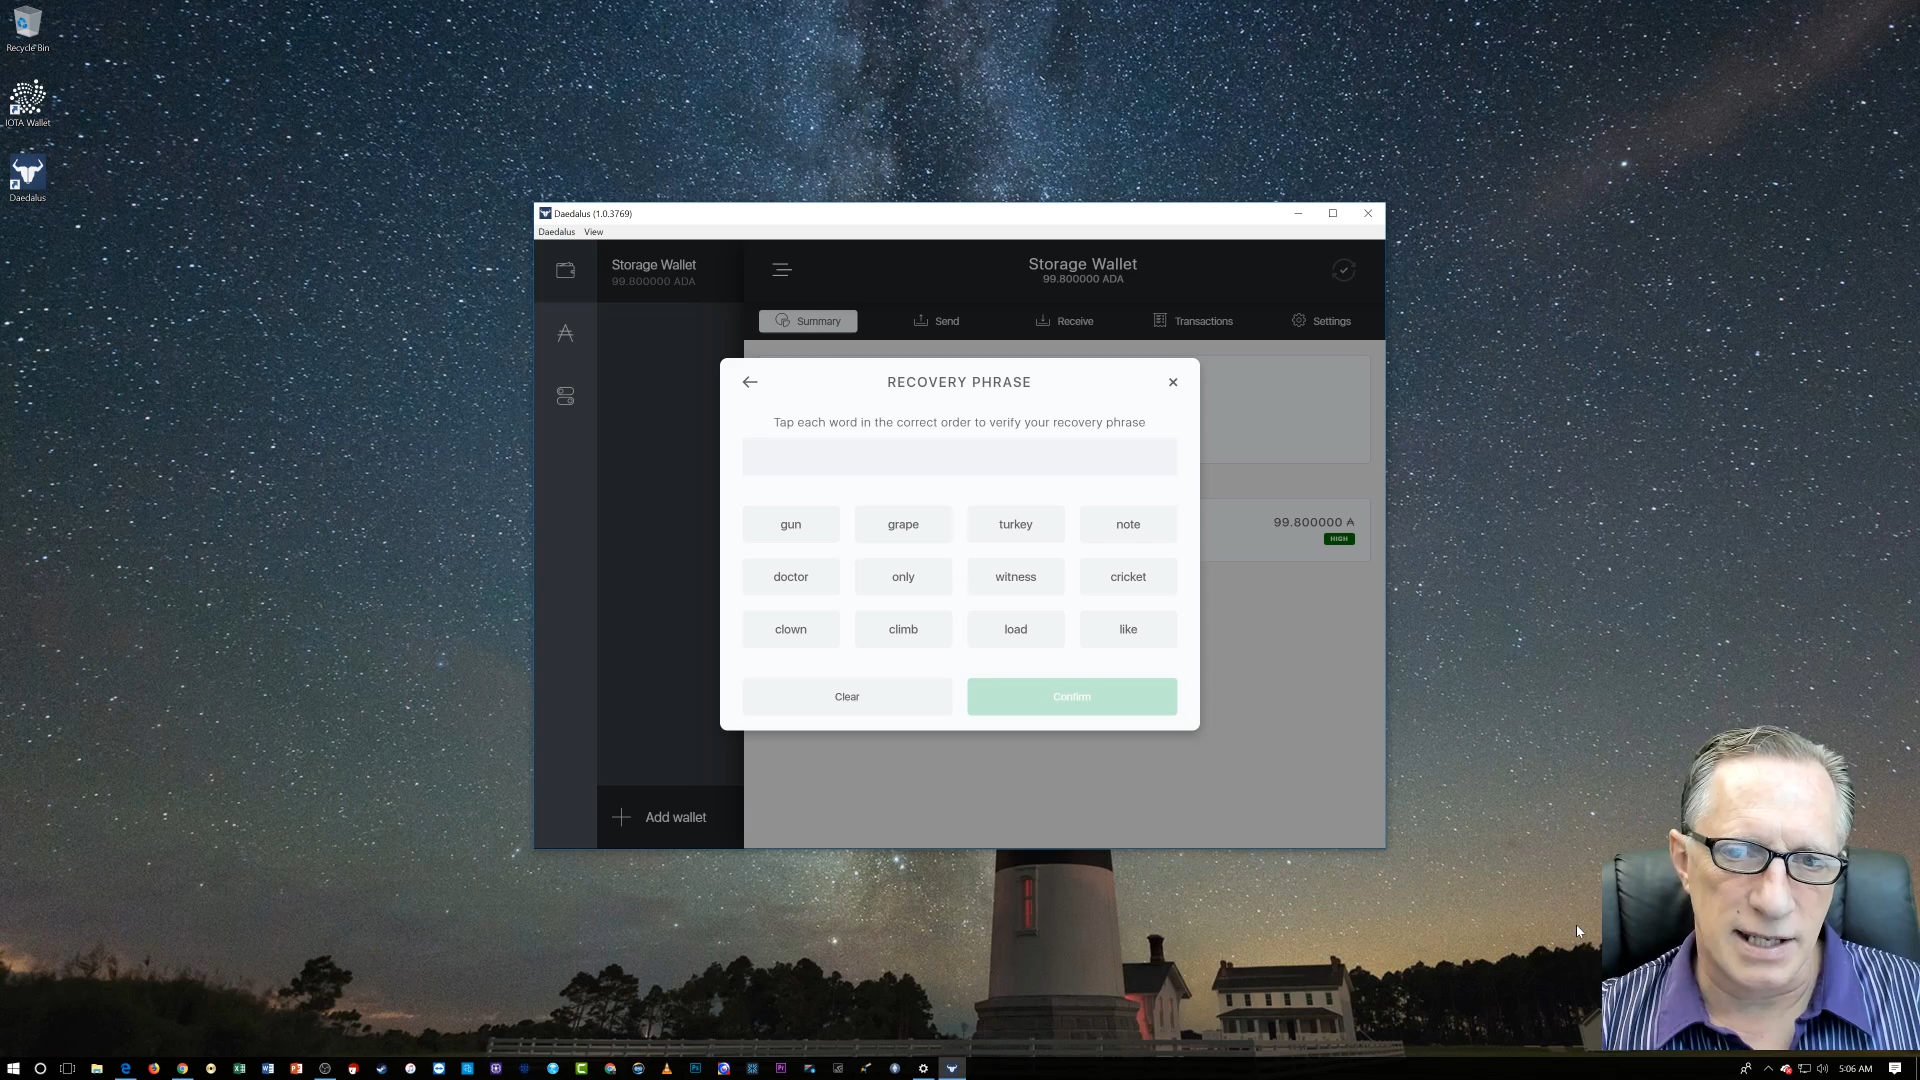 Recycle Bin
IOTA Wallet
Daedalus
Daedalus (1.0.3769)
Daedalus View
Storage Wallet
99.800000 ADA
Storage Wallet
99.800000 ADA
Summary Send Receive Transactions Settings
RECOVERY PHRASE
Tap each word in the correct order to verify your recovery phrase
gun grape turkey note
doctor only witness cricket
clown climb load like
Clear Confirm
99.800000 ₳
HIGH
Add wallet
5:06 AM